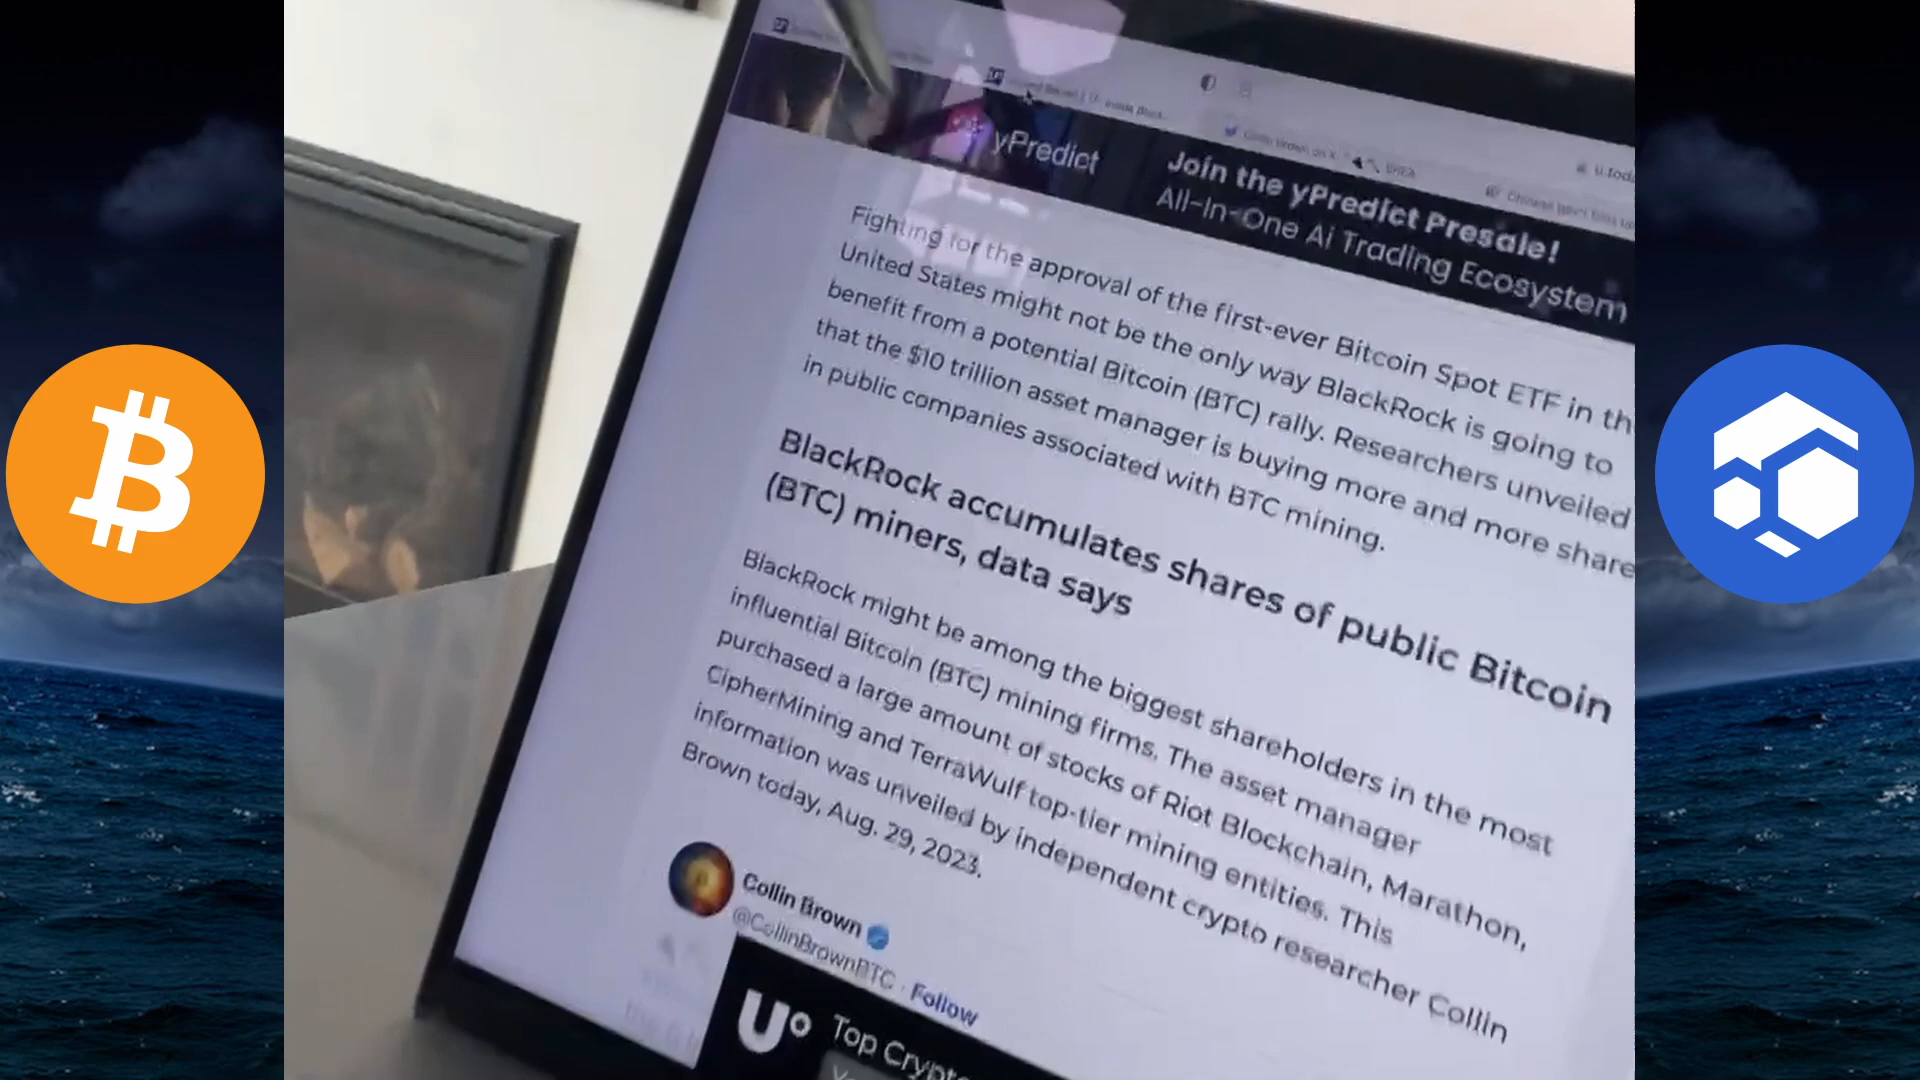 yPredict
Join the yPredict Presale!
All-In-One Ai Trading Ecosystem
Fighting for the approval of the first-ever Bitcoin Spot ETF in the
United States might not be the only way BlackRock is going to
benefit from a potential Bitcoin (BTC) rally. Researchers unveiled
that the $10 trillion asset manager is buying more and more share
in public companies associated with BTC mining.
BlackRock accumulates shares of public Bitcoin
(BTC) miners, data says
BlackRock might be among the biggest shareholders in the most
influential Bitcoin (BTC) mining firms. The asset manager
purchased a large amount of stocks of Riot Blockchain, Marathon,
CipherMining and TerraWulf top-tier mining entities. This
information was unveiled by independent crypto researcher Collin
Brown today, Aug. 29, 2023.
Collin Brown
@CollinBrownBTC · Follow
U°
Top Crypto